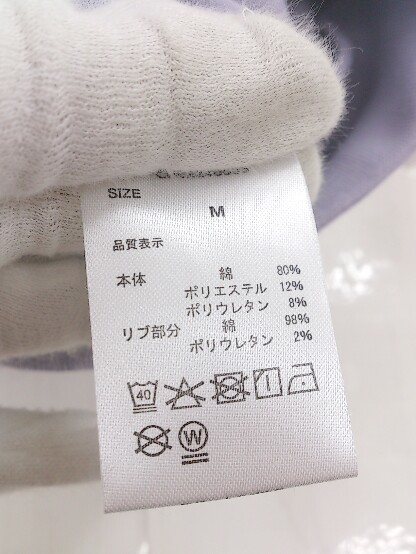 SIZE
M
品質表示
本体 綿 80%
ポリエステル 12%
ポリウレタン 8%
リブ部分 綿 98%
ポリウレタン 2%
40
W